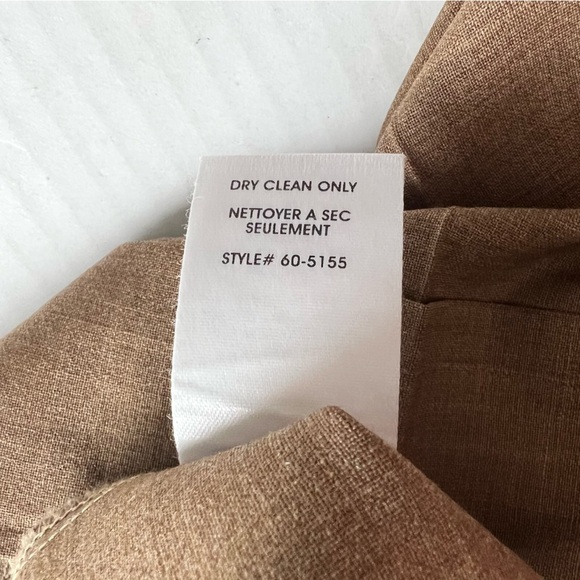 DRY CLEAN ONLY
NETTOYER A SEC
SEULEMENT
STYLE# 60-5155